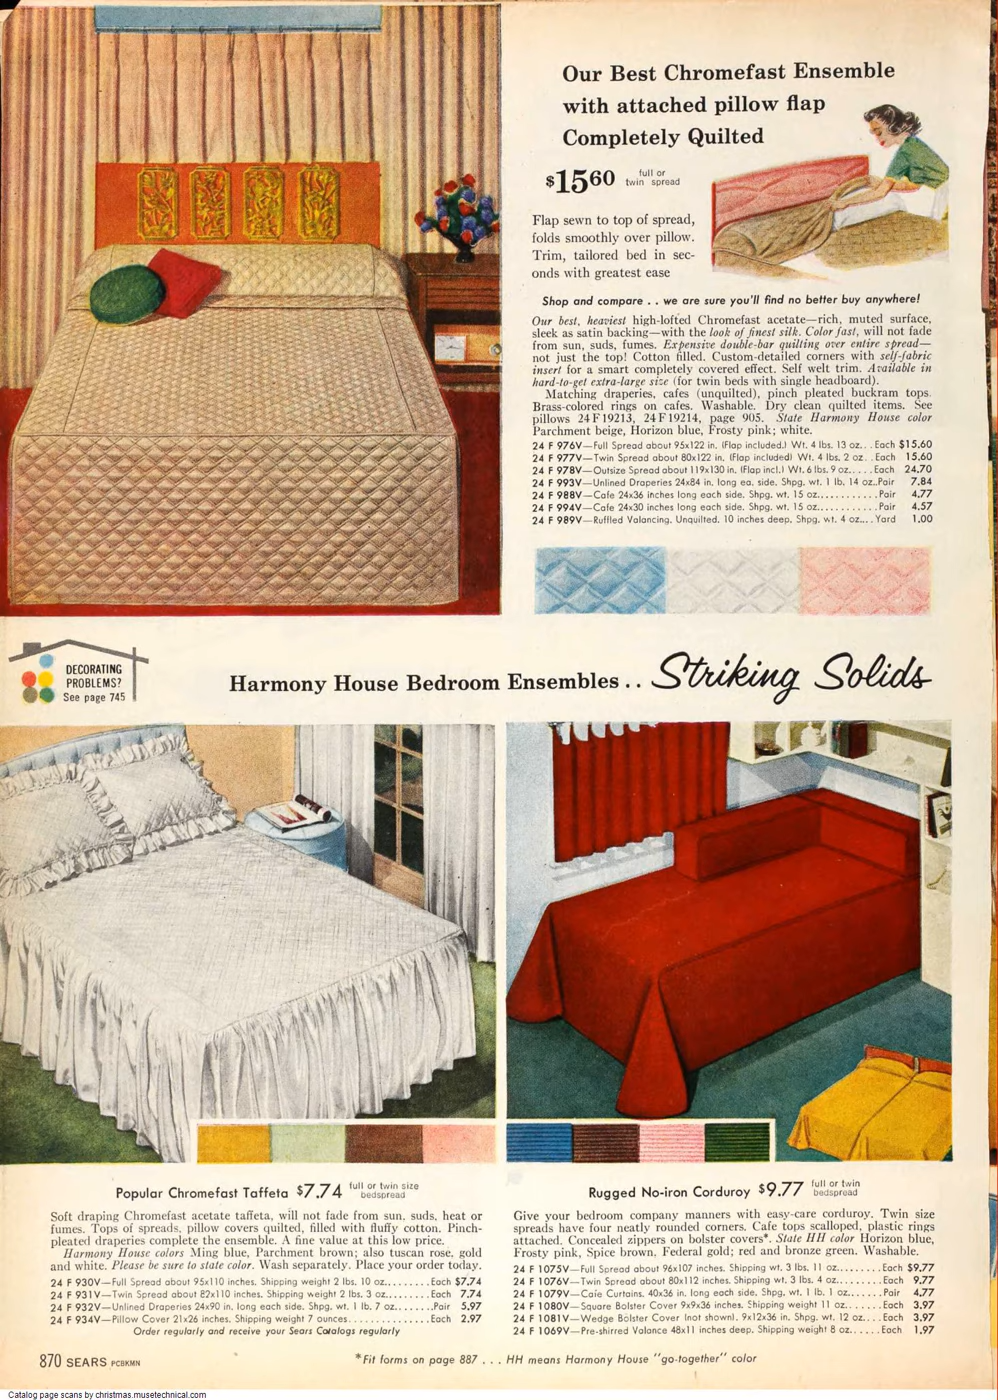 Our Best Chromefast Ensemble
with attached pillow flap
Completely Quilted
$15⁶⁰ full or twin spread
Flap sewn to top of spread,
folds smoothly over pillow.
Trim, tailored bed in sec-
onds with greatest ease
Shop and compare . . we are sure you'll find no better buy anywhere!
Our best, heaviest high-lofted Chromefast acetate—rich, muted surface,
sleek as satin backing—with the look of finest silk. Color fast, will not fade
from sun, suds, fumes. Expensive double-bar quilting over entire spread—
not just the top! Cotton filled. Custom-detailed corners with self-fabric
insert for a smart completely covered effect. Self welt trim. Available in
hard-to-get extra-large size (for twin beds with single headboard).
Matching draperies, cafes (unquilted), pinch pleated buckram tops.
Brass-colored rings on cafes. Washable. Dry clean quilted items. See
pillows 24 F 19213, 24 F 19214, page 905. State Harmony House color
Parchment beige, Horizon blue, Frosty pink; white.
24 F 976V—Full Spread about 95x122 in. (Flap included.) Wt. 4 lbs. 13 oz. . . Each $15.60
24 F 977V—Twin Spread about 80x122 in. (Flap included) Wt. 4 lbs. 2 oz. . Each 15.60
24 F 978V—Outsize Spread about 119x130 in. (Flap incl.) Wt. 6 lbs. 9 oz. . . . . Each 24.70
24 F 993V—Unlined Draperies 24x84 in. long ea. side. Shpg. wt. 1 lb. 14 oz. .Pair 7.84
24 F 988V—Cafe 24x36 inches long each side. Shpg. wt. 15 oz. . . . . . . . . . . . Pair 4.77
24 F 994V—Cafe 24x30 inches long each side. Shpg. wt. 15 oz. . . . . . . . . . . . Pair 4.57
24 F 989V—Ruffled Valancing. Unquilted. 10 inches deep. Shpg. wt. 4 oz. . . . Yard 1.00
DECORATING
PROBLEMS?
See page 745
Harmony House Bedroom Ensembles . . Striking Solids
Popular Chromefast Taffeta $7.74 full or twin size bedspread
Soft draping Chromefast acetate taffeta, will not fade from sun, suds, heat or
fumes. Tops of spreads, pillow covers quilted, filled with fluffy cotton. Pinch-
pleated draperies complete the ensemble. A fine value at this low price.
Harmony House colors Ming blue, Parchment brown; also tuscan rose, gold
and white. Please be sure to state color. Wash separately. Place your order today.
24 F 930V—Full Spread about 95x110 inches. Shipping weight 2 lbs. 10 oz. . . . . . . . Each $7.74
24 F 931V—Twin Spread about 82x110 inches. Shipping weight 2 lbs. 3 oz. . . . . . . . Each 7.74
24 F 932V—Unlined Draperies 24x90 in. long each side. Shpg. wt. 1 lb. 7 oz. . . . . . . Pair 5.97
24 F 934V—Pillow Cover 21x26 inches. Shipping weight 7 ounces. . . . . . . . . . . . . . Each 2.97
Order regularly and receive your Sears Catalogs regularly
Rugged No-iron Corduroy $9.77 full or twin bedspread
Give your bedroom company manners with easy-care corduroy. Twin size
spreads have four neatly rounded corners. Cafe tops scalloped, plastic rings
attached. Concealed zippers on bolster covers*. State HH color Horizon blue,
Frosty pink, Spice brown, Federal gold; red and bronze green. Washable.
24 F 1075V—Full Spread about 96x107 inches. Shipping wt. 3 lbs. 11 oz. . . . . . . . Each $9.77
24 F 1076V—Twin Spread about 80x112 inches. Shipping wt. 3 lbs. 4 oz. . . . . . . . Each 9.77
24 F 1079V—Cafe Curtains. 40x36 in. long each side. Shpg. wt. 1 lb. 1 oz. . . . . . Pair 4.77
24 F 1080V—Square Bolster Cover 9x9x36 inches. Shipping weight 11 oz. . . . . . . Each 3.97
24 F 1081V—Wedge Bolster Cover (not shown). 9x12x36 in. Shpg. wt. 12 oz. . . . Each 3.97
24 F 1069V—Pre-shirred Valance 48x11 inches deep. Shipping weight 8 oz. . . . . Each 1.97
870 SEARS PCBKMN
*Fit forms on page 887 . . . HH means Harmony House "go-together" color
Catalog page scans by christmas.musetechnical.com